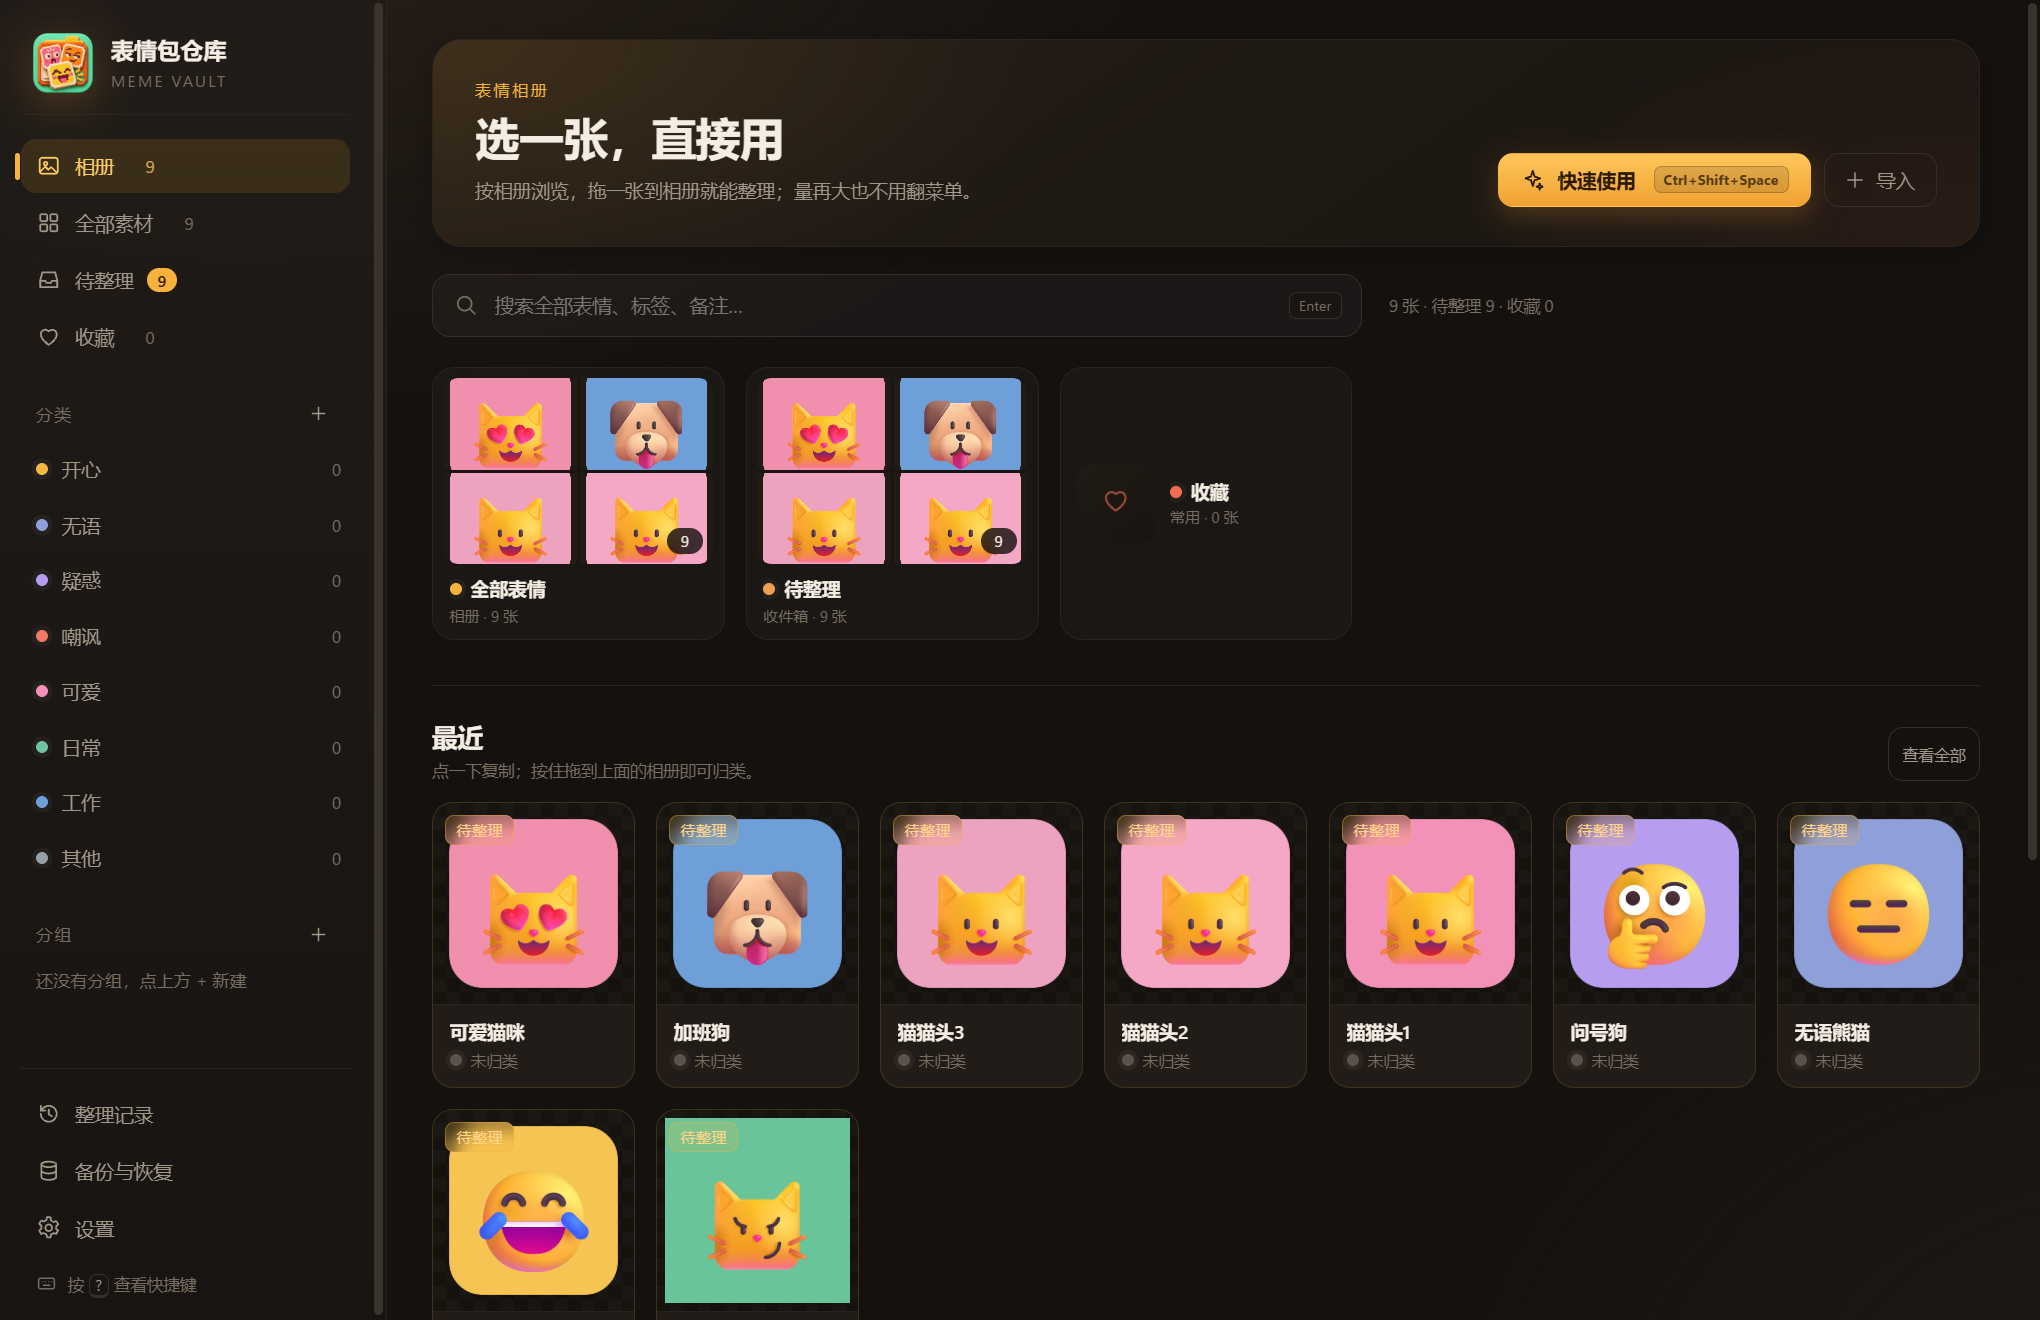 表情包仓库
MEME VAULT
相册 9
全部素材 9
待整理 9
收藏 0
分类 +
开心 0
无语 0
疑惑 0
嘲讽 0
可爱 0
日常 0
工作 0
其他 0
分组 +
还没有分组，点上方 + 新建
整理记录
备份与恢复
设置
按 ? 查看快捷键
表情相册
选一张，直接用
按相册浏览，拖一张到相册就能整理；量再大也不用翻菜单。
快速使用 Ctrl+Shift+Space
+ 导入
搜索全部表情、标签、备注... Enter
9 张 · 待整理 9 · 收藏 0
9
全部表情
相册 · 9 张
9
待整理
收件箱 · 9 张
收藏
常用 · 0 张
最近
点一下复制；按住拖到上面的相册即可归类。
查看全部
待整理
可爱猫咪
未归类
待整理
加班狗
未归类
待整理
猫猫头3
未归类
待整理
猫猫头2
未归类
待整理
猫猫头1
未归类
待整理
问号狗
未归类
待整理
无语熊猫
未归类
待整理
待整理